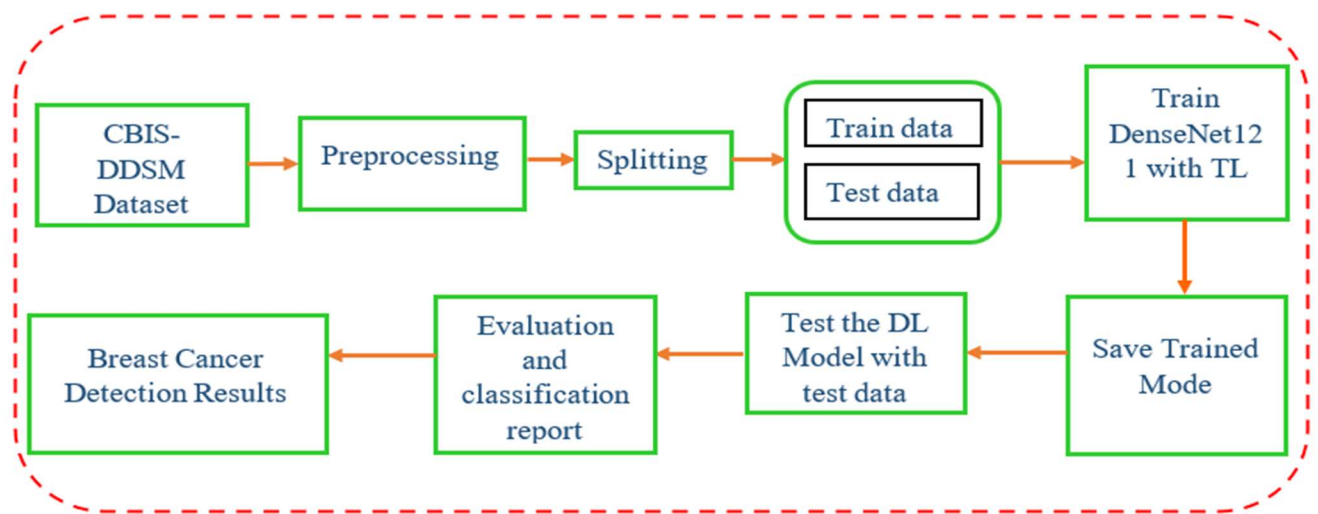 CBIS-
DDSM
Dataset
Preprocessing
Splitting
Train data
Test data
Train
DenseNet12
1 with TL
Save Trained
Mode
Test the DL
Model with
test data
Evaluation
and
classification
report
Breast Cancer
Detection Results